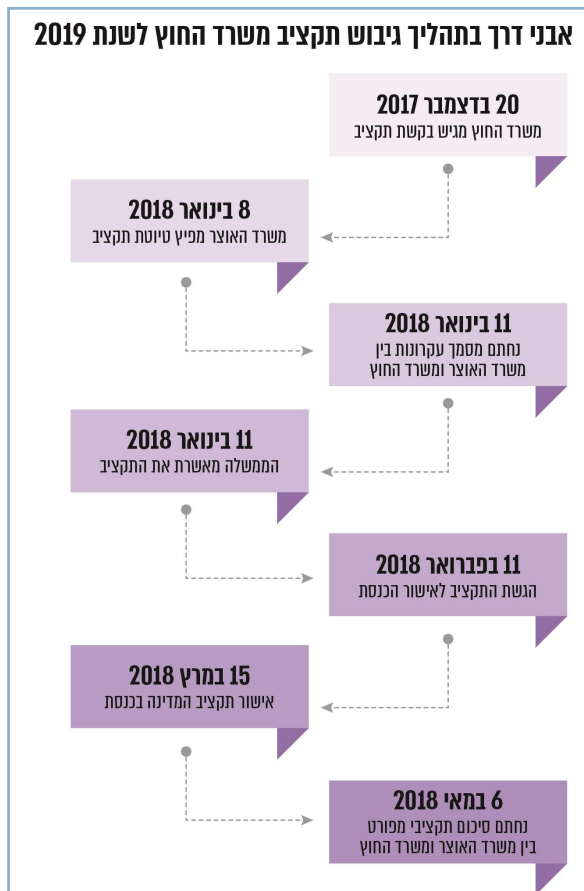 אבני דרך בתהליך גיבוש תקציב משרד החוץ לשנת 2019
20 בדצמבר 2017
משרד החוץ מגיש בקשת תקציב
8 בינואר 2018
משרד האוצר מפיץ טיוטת תקציב
11 בינואר 2018
נחתם מסמך עקרונות בין
משרד האוצר ומשרד החוץ
11 בינואר 2018
הממשלה מאשרת את התקציב
11 בפברואר 2018
הגשת התקציב לאישור הכנסת
15 במרץ 2018
אישור תקציב המדינה בכנסת
6 במאי 2018
נחתם סיכום תקציבי מפורט
בין משרד האוצר ומשרד החוץ